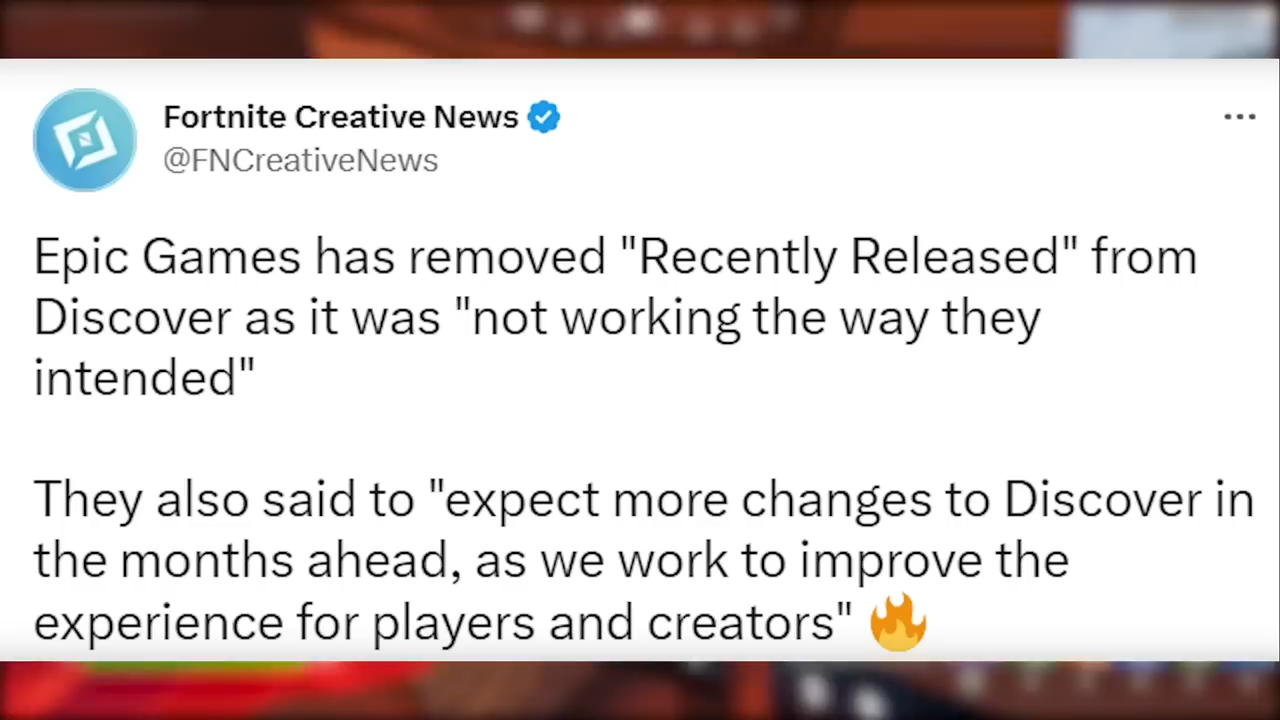 Fortnite Creative News
@FNCreativeNews
Epic Games has removed "Recently Released" from
Discover as it was "not working the way they
intended"
They also said to "expect more changes to Discover in
the months ahead, as we work to improve the
experience for players and creators" 🔥